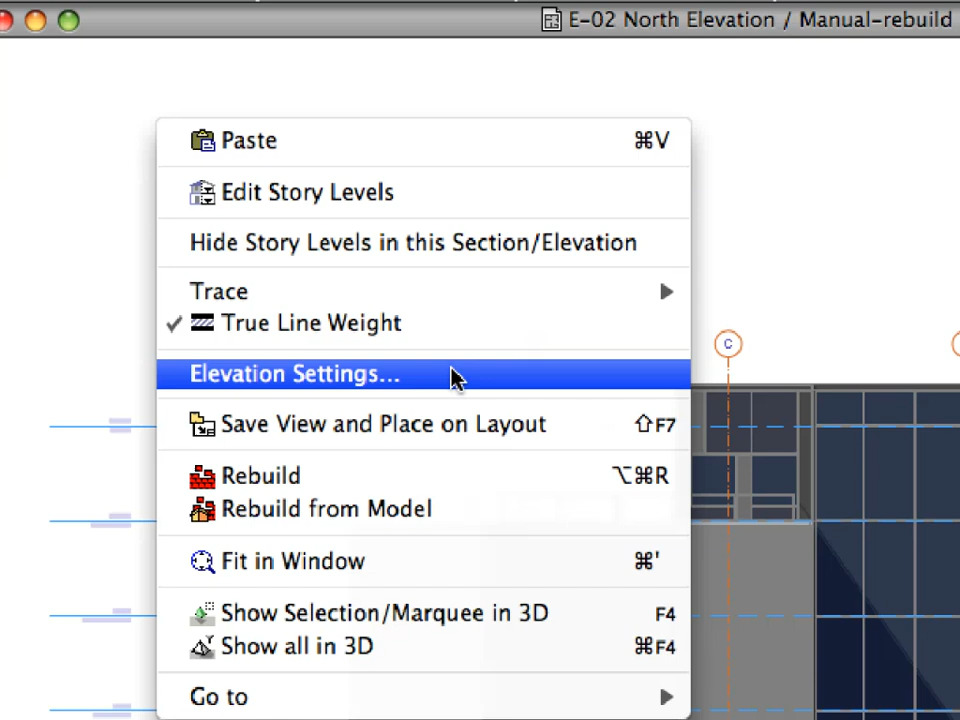 E-02 North Elevation / Manual-rebuild
Paste ⌘V
Edit Story Levels
Hide Story Levels in this Section/Elevation
Trace
True Line Weight
Elevation Settings...
Save View and Place on Layout ⇧F7
Rebuild ⌥⌘R
Rebuild from Model
Fit in Window ⌘'
Show Selection/Marquee in 3D F4
Show all in 3D ⌘F4
Go to
C